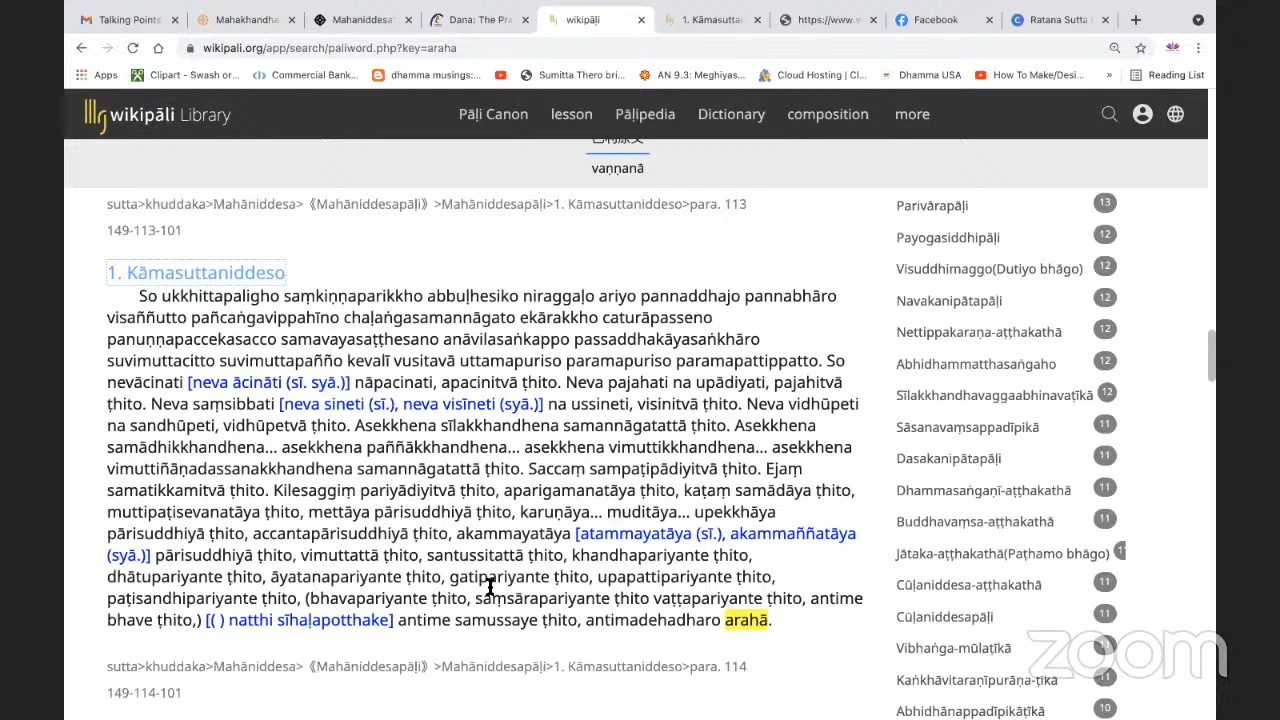 Talking Points
Mahakhandhe
Mahaniddesa
Dana: The Pra
wikipāḷi
1. Kāmasutta
https://www.w
Facebook
Ratana Sutta
wikipali.org/app/search/paliword.php?key=araha
Apps
Clipart - Swash or...
Commercial Bank...
dhamma musings:...
Sumitta Thero bri...
AN 9.3: Meghiyas...
Cloud Hosting | Cl...
Dhamma USA
How To Make/Desi...
»
Reading List
wikipāli Library
Pāḷi Canon
lesson
Pāḷipedia
Dictionary
composition
more
vaṇṇanā
sutta>khuddaka>Mahāniddesa>《Mahāniddesapāḷi》>Mahāniddesapāḷi>1. Kāmasuttaniddeso>para. 113
149-113-101
1. Kāmasuttaniddeso
So ukkhittapaligho saṃkiṇṇaparikkho abbuḷhesiko niraggaḷo ariyo pannaddhajo pannabhāro
visaññutto pañcaṅgavippahīno chaḷaṅgasamannāgato ekārakkho caturāpasseno
panuṇṇapaccekasacco samavayasaṭṭhesano anāvilasaṅkappo passaddhakāyasaṅkhāro
suvimuttacitto suvimuttapañño kevalī vusitavā uttamapuriso paramapuriso paramapattippatto. So
nevācinati [neva ācināti (sī. syā.)] nāpacinati, apacinitvā ṭhito. Neva pajahati na upādiyati, pajahitvā
ṭhito. Neva saṃsibbati [neva sineti (sī.), neva visīneti (syā.)] na ussineti, visinitvā ṭhito. Neva vidhūpeti
na sandhūpeti, vidhūpetvā ṭhito. Asekkhena sīlakkhandhena samannāgatattā ṭhito. Asekkhena
samādhikkhandhena... asekkhena paññākkhandhena... asekkhena vimuttikkhandhena... asekkhena
vimuttiñāṇadassanakkhandhena samannāgatattā ṭhito. Saccaṃ sampaṭipādiyitvā ṭhito. Ejaṃ
samatikkamitvā ṭhito. Kilesaggiṃ pariyādiyitvā ṭhito, aparigamanatāya ṭhito, kaṭaṃ samādāya ṭhito,
muttipaṭisevanatāya ṭhito, mettāya pārisuddhiyā ṭhito, karuṇāya... muditāya... upekkhāya
pārisuddhiyā ṭhito, accantapārisuddhiyā ṭhito, akammayatāya [atammayatāya (sī.), akammaññatāya
(syā.)] pārisuddhiyā ṭhito, vimuttattā ṭhito, santussitattā ṭhito, khandhapariyante ṭhito,
dhātupariyante ṭhito, āyatanapariyante ṭhito, gatipariyante ṭhito, upapattipariyante ṭhito,
paṭisandhipariyante ṭhito, (bhavapariyante ṭhito, saṃsārapariyante ṭhito vaṭṭapariyante ṭhito, antime
bhave ṭhito,) [( ) natthi sīhaḷapotthake] antime samussaye ṭhito, antimadehadharo arahā.
sutta>khuddaka>Mahāniddesa>《Mahāniddesapāḷi》>Mahāniddesapāḷi>1. Kāmasuttaniddeso>para. 114
149-114-101
Parivārapāḷi 13
Payogasiddhipāḷi 12
Visuddhimaggo(Dutiyo bhāgo) 12
Navakanipātapāḷi 12
Nettippakaraṇa-aṭṭhakathā 12
Abhidhammatthasaṅgaho 12
Sīlakkhandhavaggaabhinavaṭīkā 12
Sāsanavaṃsappadīpikā 11
Dasakanipātapāḷi 11
Dhammasaṅgaṇī-aṭṭhakathā 11
Buddhavaṃsa-aṭṭhakathā 11
Jātaka-aṭṭhakathā(Paṭhamo bhāgo)
Cūḷaniddesa-aṭṭhakathā 11
Cūḷaniddesapāḷi 11
Vibhaṅga-mūlaṭīkā
Kaṅkhāvitaraṇīpurāṇa-ṭīkā 11
Abhidhānappadīpikāṭīkā 10
zoom